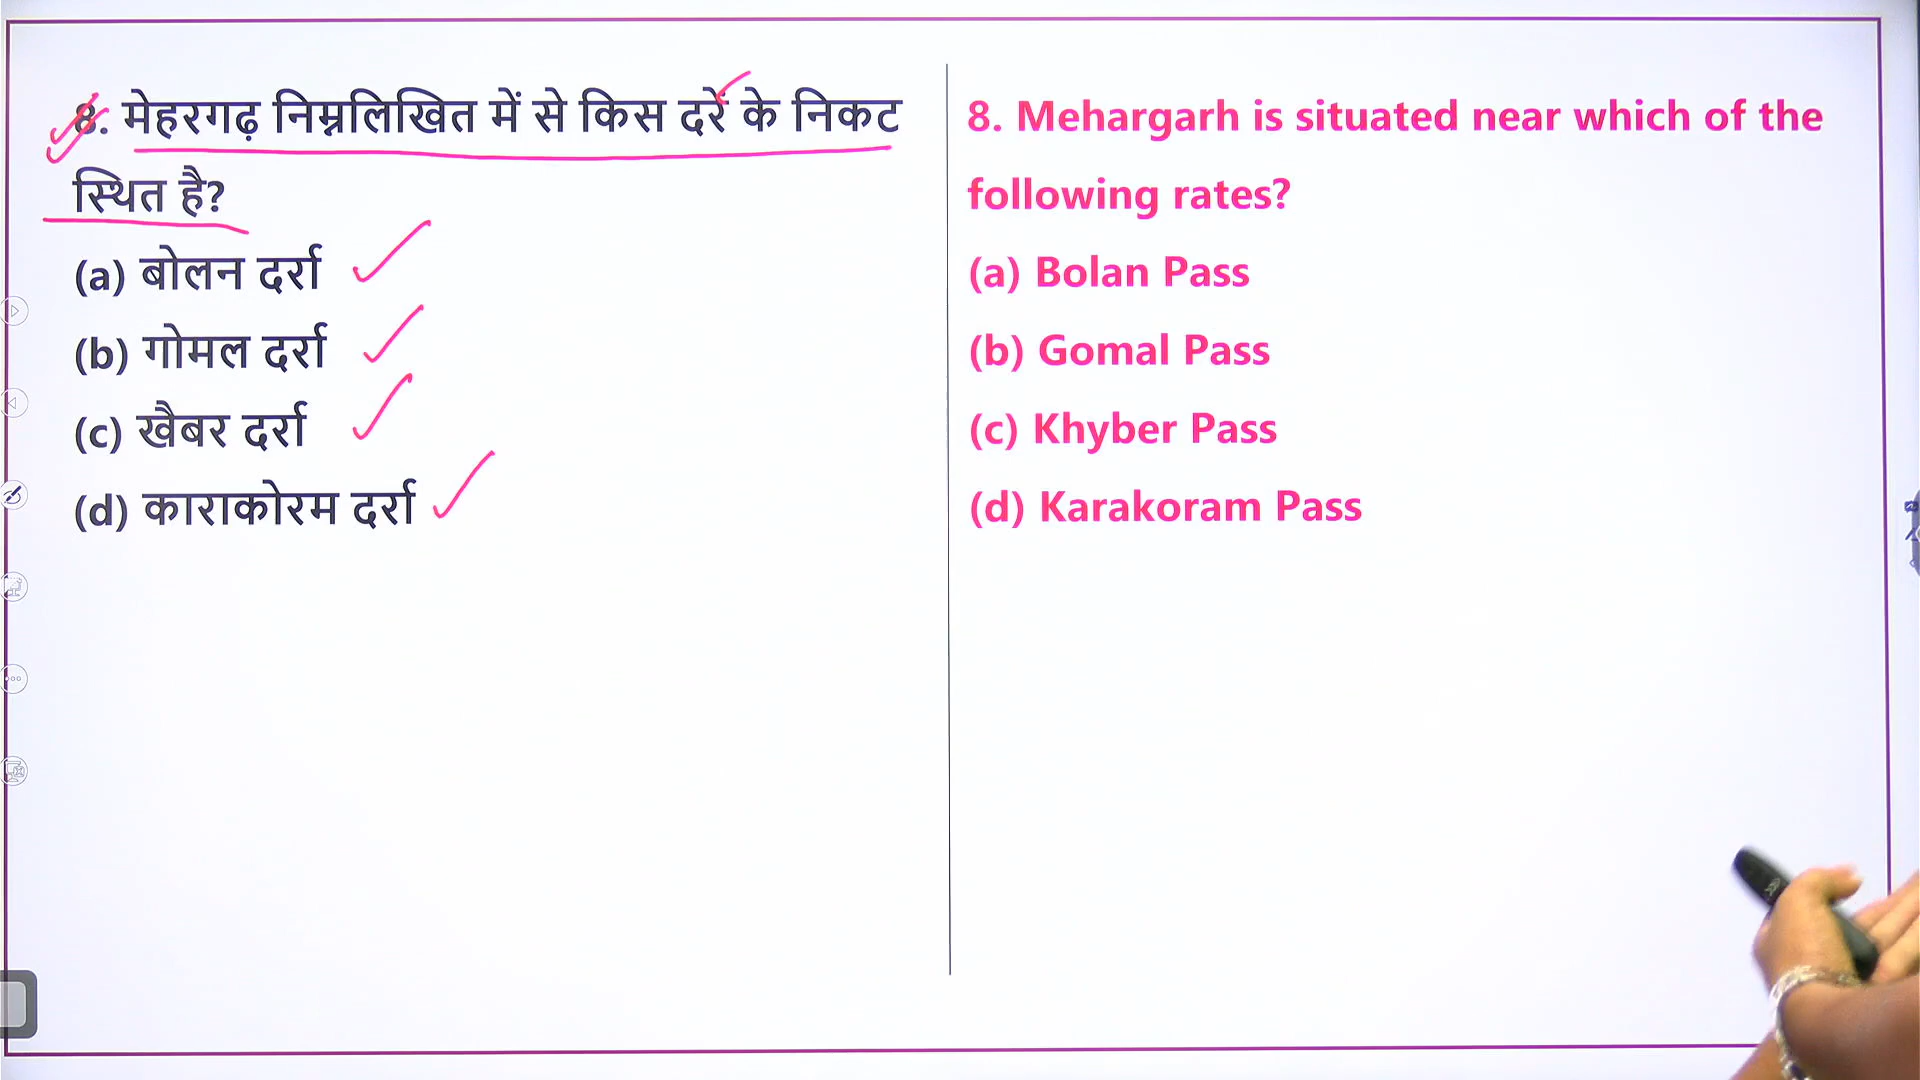 8. मेहरगढ़ निम्नलिखित में से किस दर्रे के निकट
स्थित है?
(a) बोलन दर्रा
(b) गोमल दर्रा
(c) खैबर दर्रा
(d) काराकोरम दर्रा
8. Mehargarh is situated near which of the
following rates?
(a) Bolan Pass
(b) Gomal Pass
(c) Khyber Pass
(d) Karakoram Pass